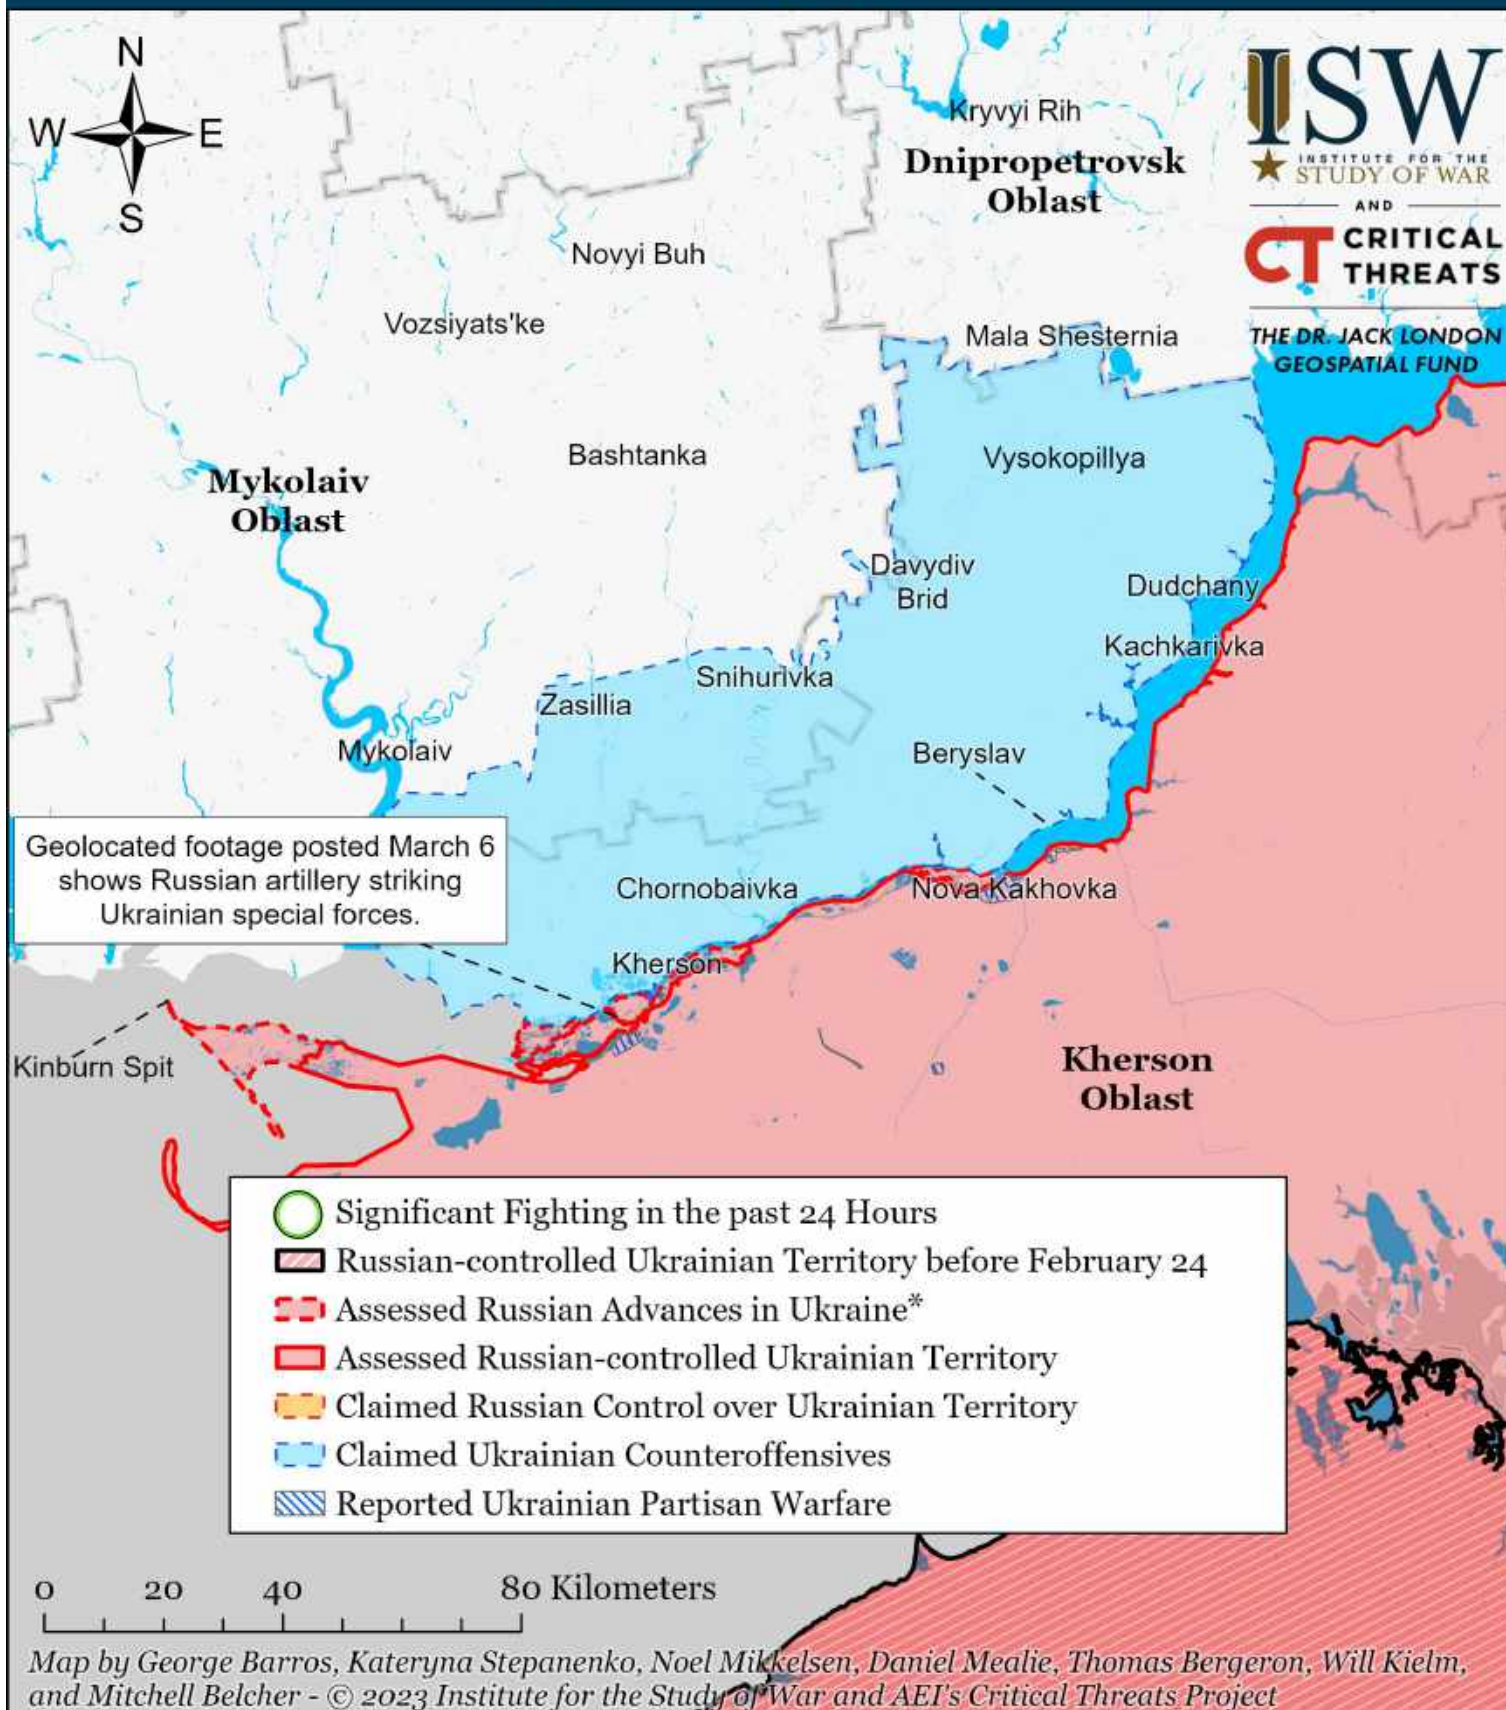 N
W E
S
Kryvyi Rih
Dnipropetrovsk
Oblast
ISW
INSTITUTE FOR THE
STUDY OF WAR
AND
CT CRITICAL
THREATS
THE DR. JACK LONDON
GEOSPATIAL FUND
Novyi Buh
Vozsiyats'ke
Mala Shesternia
Bashtanka
Vysokopillya
Mykolaiv
Oblast
Davydiv
Brid
Dudchany
Kachkarivka
Snihurivka
Zasillia
Mykolaiv
Beryslav
Geolocated footage posted March 6
shows Russian artillery striking
Ukrainian special forces.
Chornobaivka
Nova Kakhovka
Kherson
Kinburn Spit
Kherson
Oblast
Significant Fighting in the past 24 Hours
Russian-controlled Ukrainian Territory before February 24
Assessed Russian Advances in Ukraine*
Assessed Russian-controlled Ukrainian Territory
Claimed Russian Control over Ukrainian Territory
Claimed Ukrainian Counteroffensives
Reported Ukrainian Partisan Warfare
0 20 40 80 Kilometers
Map by George Barros, Kateryna Stepanenko, Noel Mikkelsen, Daniel Mealie, Thomas Bergeron, Will Kielm,
and Mitchell Belcher - © 2023 Institute for the Study of War and AEI's Critical Threats Project